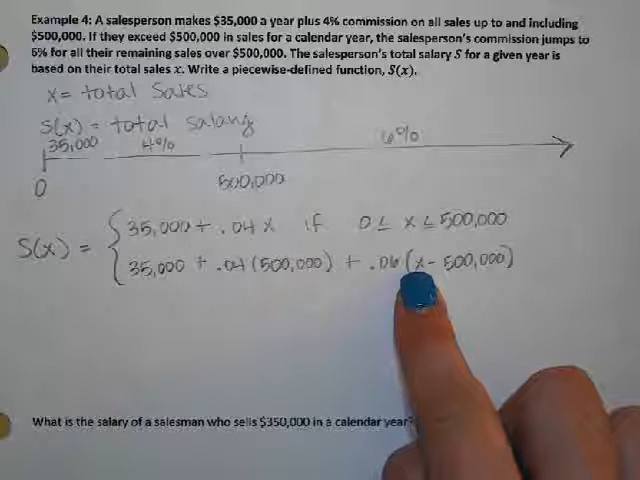 Example 4: A salesperson makes $35,000 a year plus 4% commission on all sales up to and including
$500,000. If they exceed $500,000 in sales for a calendar year, the salesperson's commission jumps to
6% for all their remaining sales over $500,000. The salesperson's total salary S for a given year is
based on their total sales x. Write a piecewise-defined function, S(x).
x = total sales
S(x) = total salary
35,000 4% 6%
0 500,000
S(x) = { 35,000 + .04x if 0 ≤ x ≤ 500,000
35,000 + .04(500,000) + .06(x - 500,000)
What is the salary of a salesman who sells $350,000 in a calendar year?